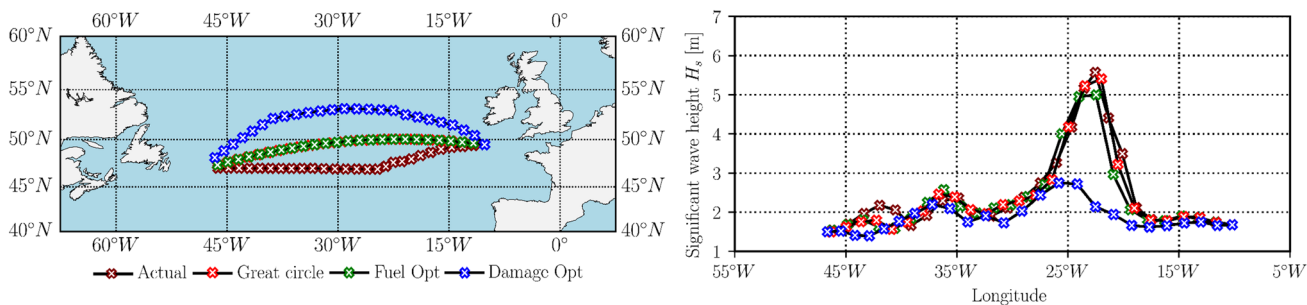 60°W 45°W 30°W 15°W 0°
60°N 60°N
55°N 55°N
50°N 50°N
45°N 45°N
40°N 40°N
60°W 45°W 30°W 15°W 0°
Actual Great circle Fuel Opt Damage Opt
Significant wave height Hs [m]
7
6
5
4
3
2
1
55°W 45°W 35°W 25°W 15°W 5°W
Longitude